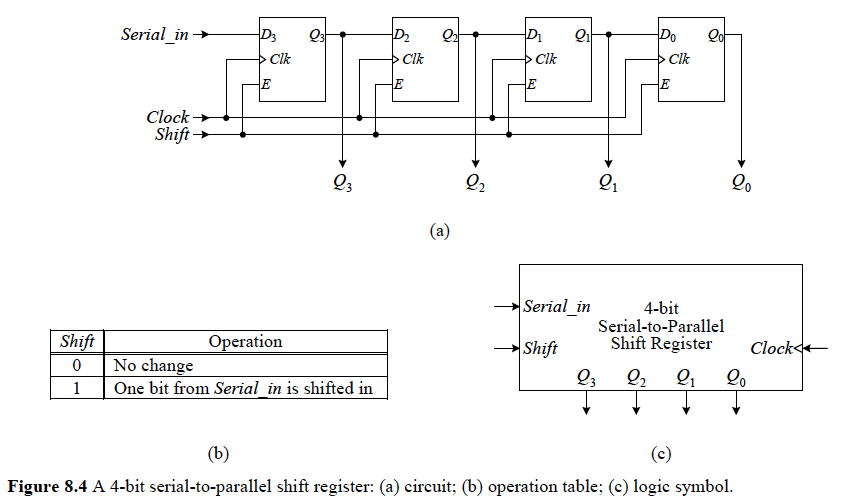 Serial_in D3 Q3 D2 Q2 D1 Q1 D0 Q0
Clk Clk Clk Clk
E E E E
Clock
Shift
Q3 Q2 Q1 Q0
(a)
Shift Operation
0 No change
1 One bit from Serial_in is shifted in
(b)
Serial_in 4-bit
Serial-to-Parallel
Shift Shift Register Clock
Q3 Q2 Q1 Q0
(c)
Figure 8.4 A 4-bit serial-to-parallel shift register: (a) circuit; (b) operation table; (c) logic symbol.